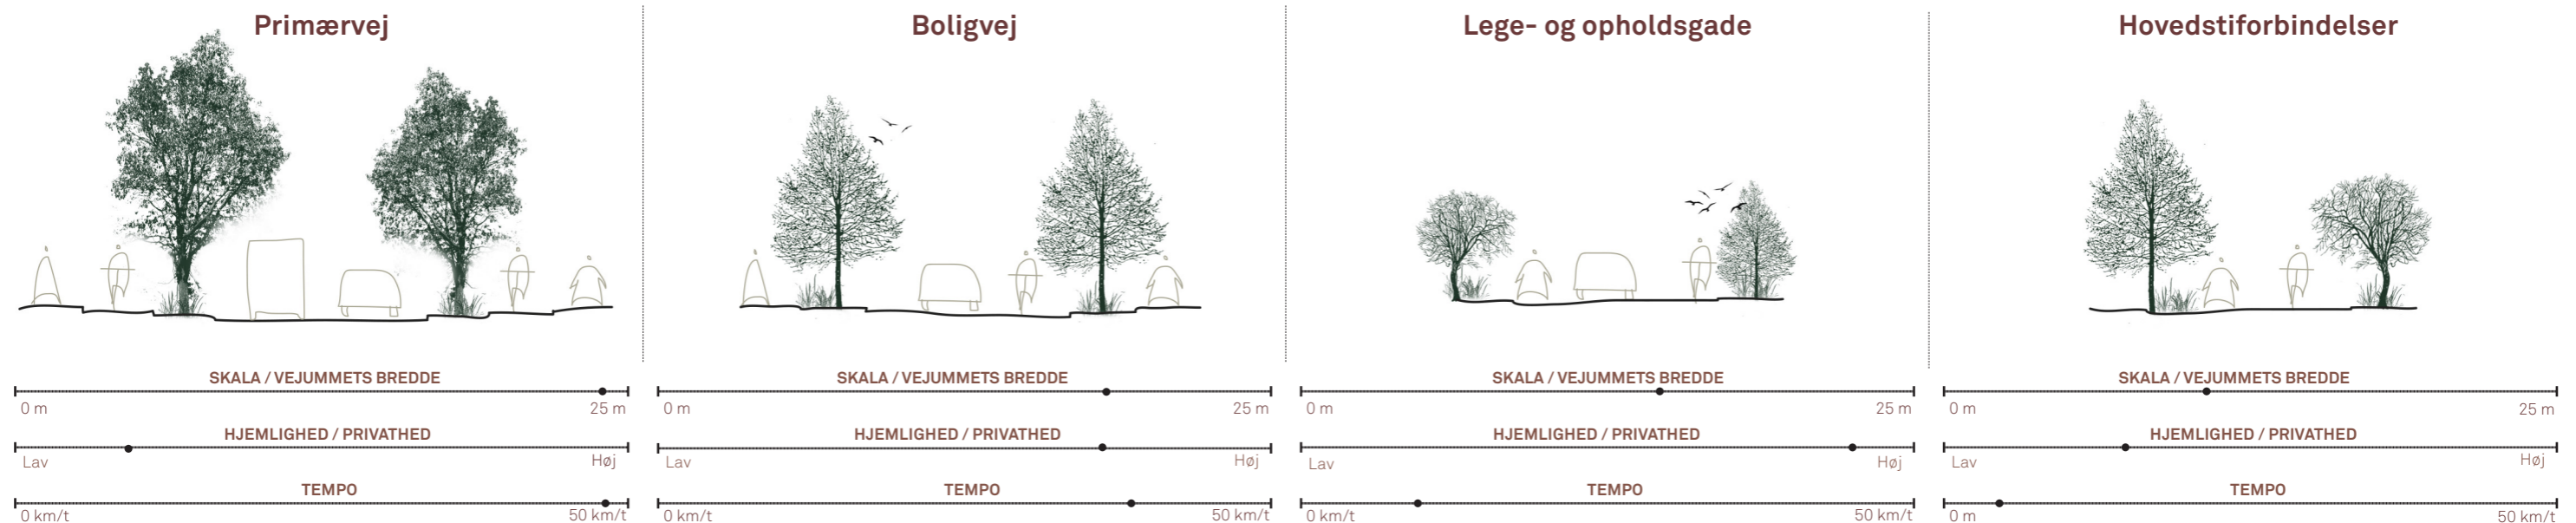 Primærvej
SKALA / VEJUMMETS BREDDE
0 m 25 m
HJEMLIGHED / PRIVATHED
Lav Høj
TEMPO
0 km/t 50 km/t
Boligvej
SKALA / VEJUMMETS BREDDE
0 m 25 m
HJEMLIGHED / PRIVATHED
Lav Høj
TEMPO
0 km/t 50 km/t
Lege- og opholdsgade
SKALA / VEJUMMETS BREDDE
0 m 25 m
HJEMLIGHED / PRIVATHED
Lav Høj
TEMPO
0 km/t 50 km/t
Hovedstiforbindelser
SKALA / VEJUMMETS BREDDE
0 m 25 m
HJEMLIGHED / PRIVATHED
Lav Høj
TEMPO
0 m 50 km/t